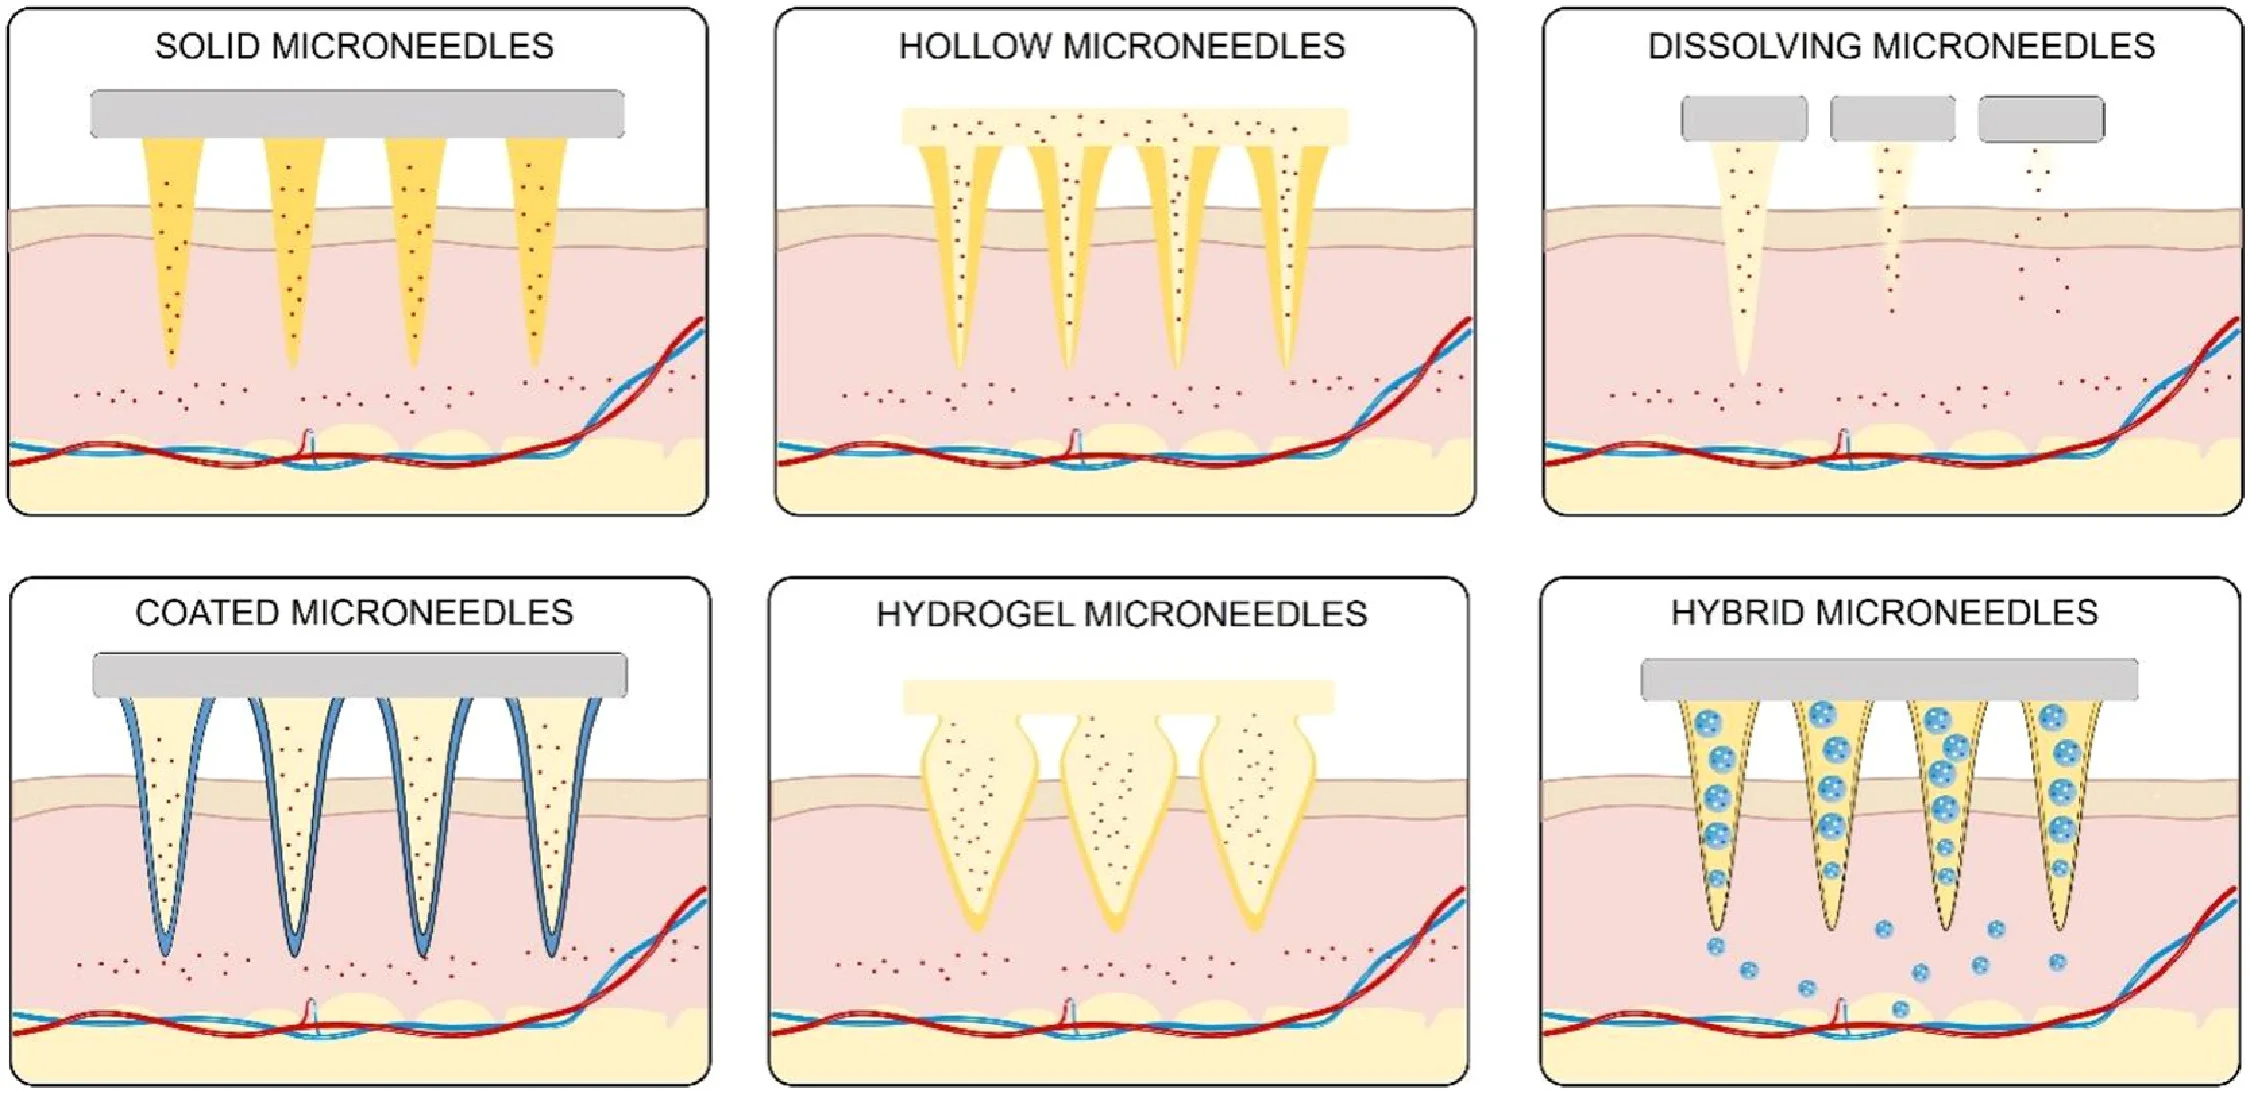 SOLID MICRONEEDLES
HOLLOW MICRONEEDLES
DISSOLVING MICRONEEDLES
COATED MICRONEEDLES
HYDROGEL MICRONEEDLES
HYBRID MICRONEEDLES